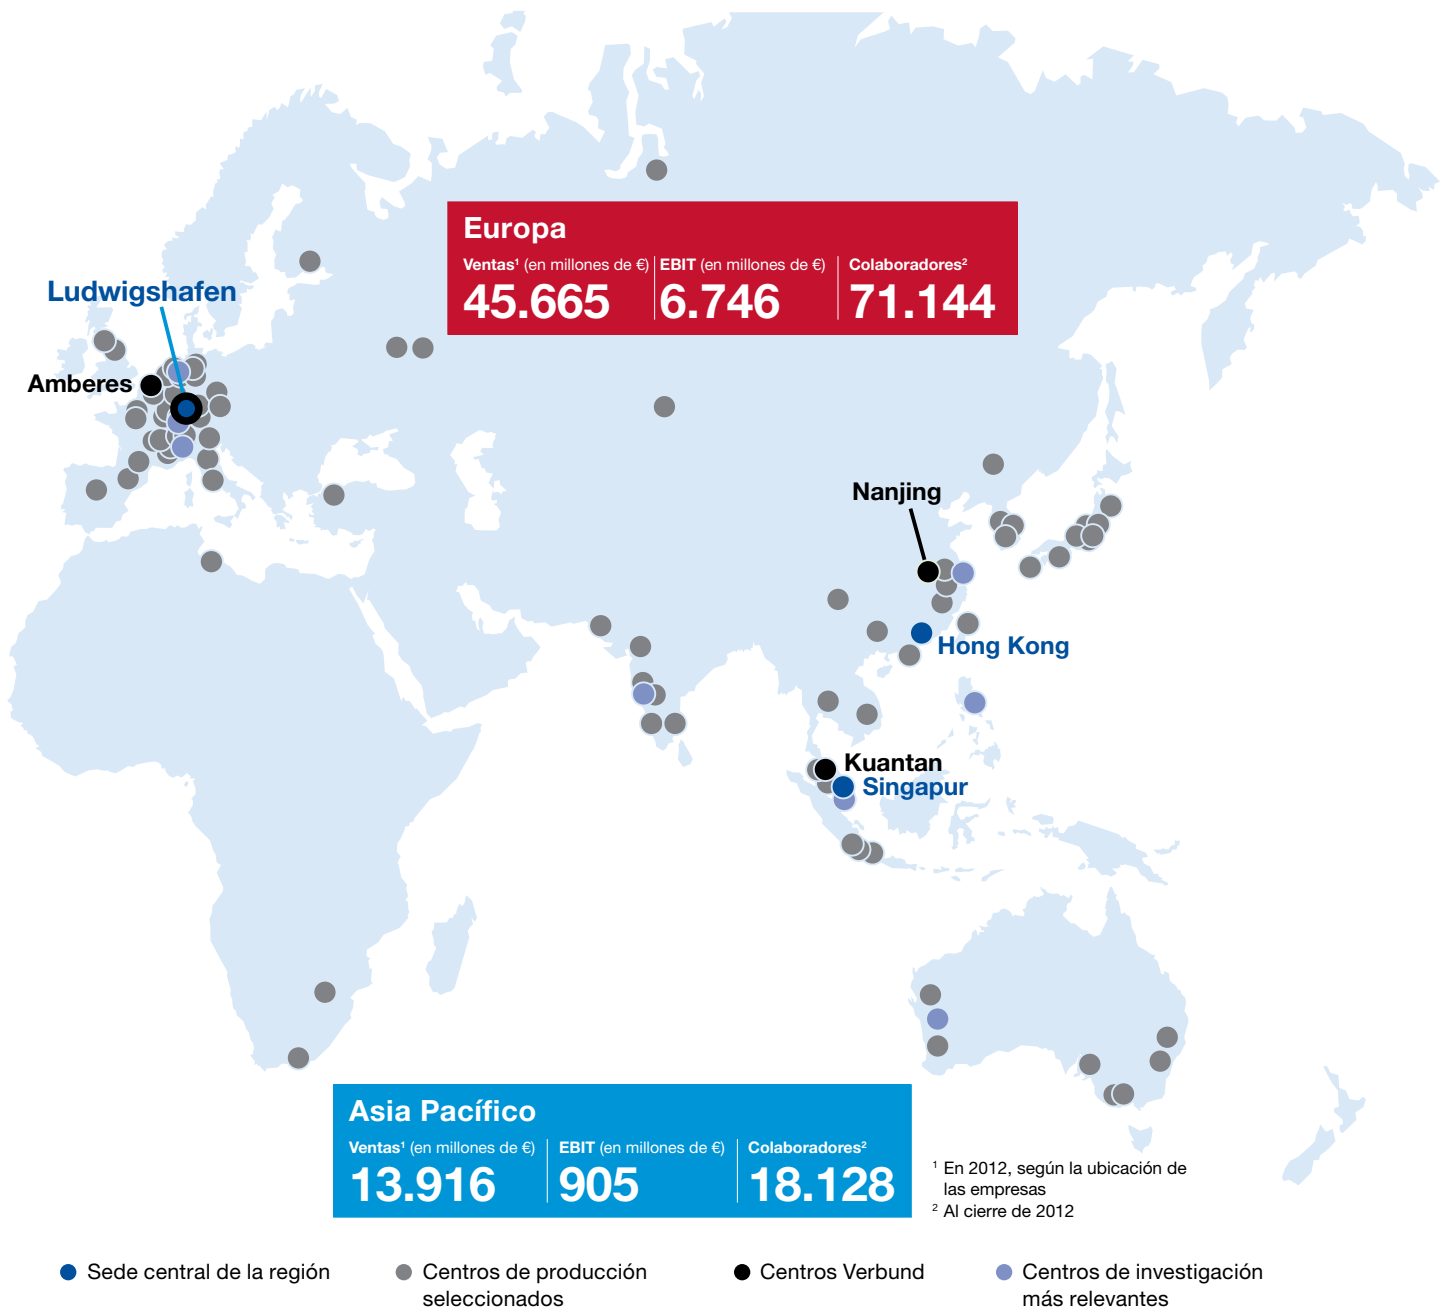 Europa
Ventas¹ (en millones de €) EBIT (en millones de €) Colaboradores²
45.665 6.746 71.144
Ludwigshafen
Amberes
Nanjing
Hong Kong
Kuantan
Singapur
Asia Pacífico
Ventas¹ (en millones de €) EBIT (en millones de €) Colaboradores²
13.916 905 18.128
¹ En 2012, según la ubicación de
las empresas
² Al cierre de 2012
Sede central de la región
Centros de producción
seleccionados
Centros Verbund
Centros de investigación
más relevantes